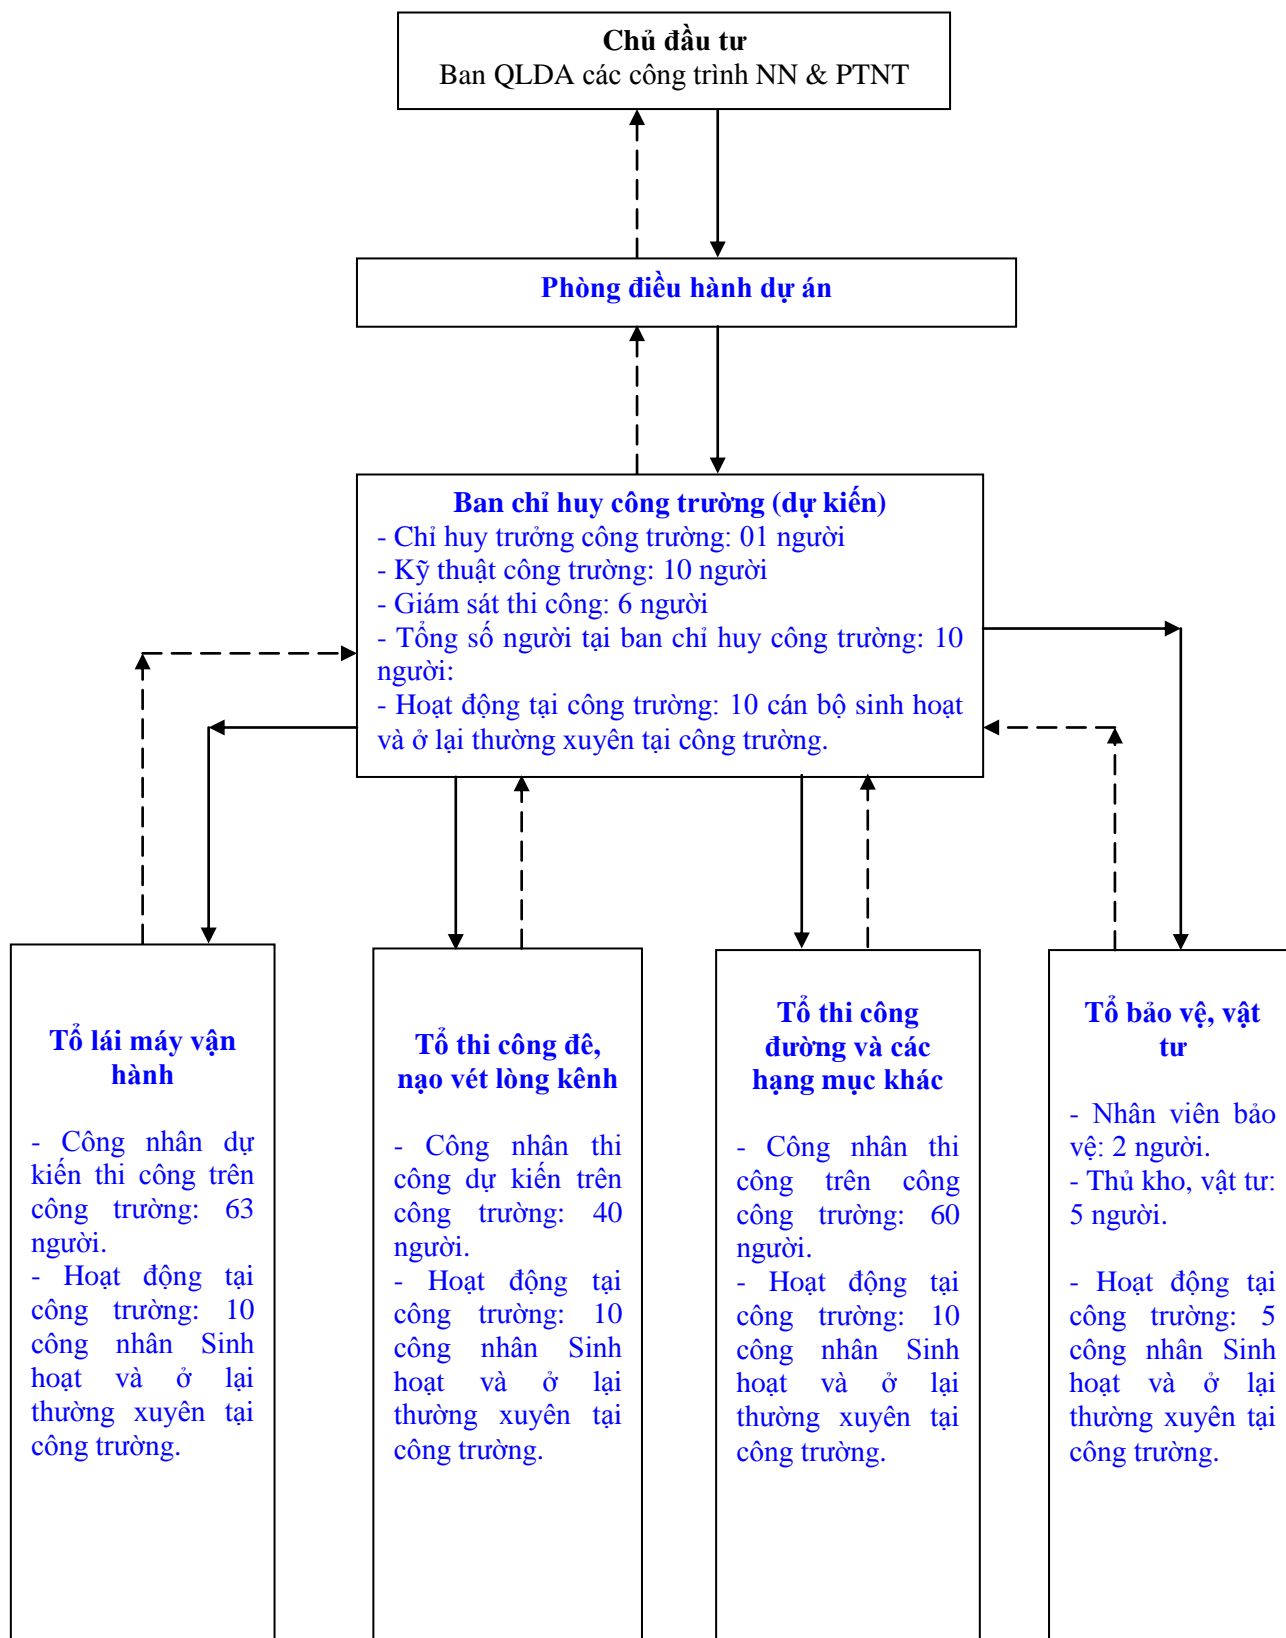 Chủ đầu tư
Ban QLDA các công trình NN & PTNT
Phòng điều hành dự án
Ban chỉ huy công trường (dự kiến)
- Chỉ huy trưởng công trường: 01 người
- Kỹ thuật công trường: 10 người
- Giám sát thi công: 6 người
- Tổng số người tại ban chỉ huy công trường: 10
người:
- Hoạt động tại công trường: 10 cán bộ sinh hoạt
và ở lại thường xuyên tại công trường.
Tổ lái máy vận
hành
- Công nhân dự
kiến thi công trên
công trường: 63
người.
- Hoạt động tại
công trường: 10
công nhân Sinh
hoạt và ở lại
thường xuyên tại
công trường.
Tổ thi công đê,
nạo vét lòng kênh
- Công nhân thi
công dự kiến trên
công trường: 40
người.
- Hoạt động tại
công trường: 10
công nhân Sinh
hoạt và ở lại
thường xuyên tại
công trường.
Tổ thi công
đường và các
hạng mục khác
- Công nhân thi
công trên công
công trường: 60
người.
- Hoạt động tại
công trường: 10
công nhân Sinh
hoạt và ở lại
thường xuyên tại
công trường.
Tổ bảo vệ, vật
tư
- Nhân viên bảo
vệ: 2 người.
- Thủ kho, vật tư:
5 người.
- Hoạt động tại
công trường: 5
công nhân Sinh
hoạt và ở lại
thường xuyên tại
công trường.